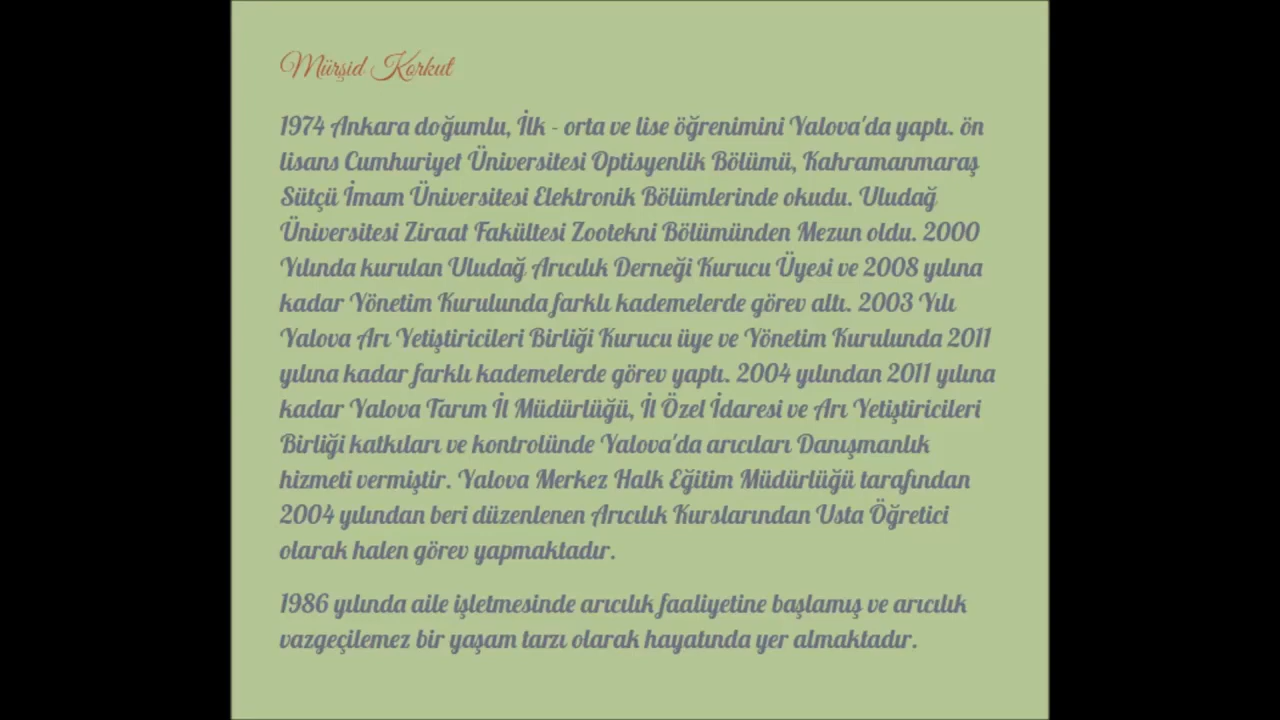 Mürşid Korkut
1974 Ankara doğumlu, İlk - orta ve lise öğrenimini Yalova'da yaptı. ön
lisans Cumhuriyet Üniversitesi Optisyenlik Bölümü, Kahramanmaraş
Sütçü İmam Üniversitesi Elektronik Bölümlerinde okudu. Uludağ
Üniversitesi Ziraat Fakültesi Zootekni Bölümünden Mezun oldu. 2000
Yılında kurulan Uludağ Arıcılık Derneği Kurucu Üyesi ve 2008 yılına
kadar Yönetim Kurulunda farklı kademelerde görev altı. 2003 Yılı
Yalova Arı Yetiştiricileri Birliği Kurucu üye ve Yönetim Kurulunda 2011
yılına kadar farklı kademelerde görev yaptı. 2004 yılından 2011 yılına
kadar Yalova Tarım İl Müdürlüğü, İl Özel İdaresi ve Arı Yetiştiricileri
Birliği katkıları ve kontrolünde Yalova'da arıcıları Danışmanlık
hizmeti vermiştir. Yalova Merkez Halk Eğitim Müdürlüğü tarafından
2004 yılından beri düzenlenen Arıcılık Kurslarından Usta Öğretici
olarak halen görev yapmaktadır.
1986 yılında aile işletmesinde arıcılık faaliyetine başlamış ve arıcılık
vazgeçilemez bir yaşam tarzı olarak hayatında yer almaktadır.